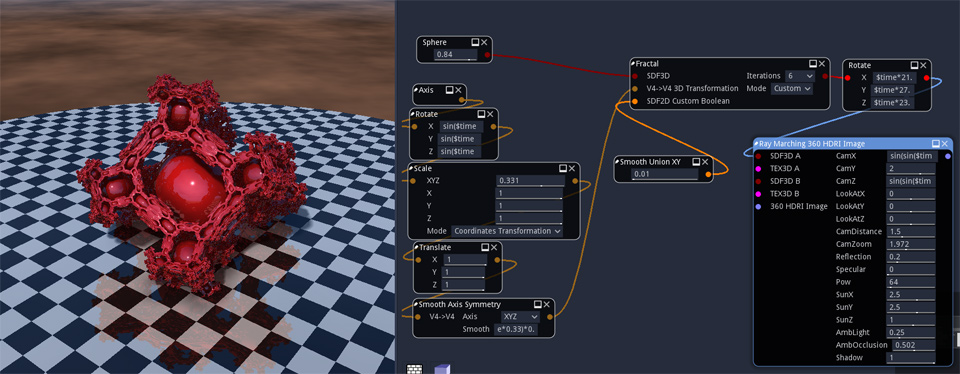 Sphere
0.84
Axis
Rotate
X sin($time
Y sin($time
Z sin($time
Scale
XYZ 0.331
X 1
Y 1
Z 1
Mode Coordinates Transformation
Translate
X 1
Y 1
Z 1
Smooth Axis Symmetry
V4->V4 Axis XYZ
Smooth e*0.33)*0.
Fractal
SDF3D Iterations 6
V4->V4 3D Transformation Mode Custom
SDF2D Custom Boolean
Smooth Union XY
0.01
Rotate
X $time*21.
Y $time*27.
Z $time*23.
Ray Marching 360 HDRI Image
SDF3D A CamX sin(sin($tim
TEX3D A CamY 2
SDF3D B CamZ sin(sin($tim
TEX3D B LookAtX 0
360 HDRI Image LookAtY 0
LookAtZ 0
CamDistance 1.5
CamZoom 1.972
Reflection 0.2
Specular 0
Pow 64
SunX 2.5
SunY 2.5
SunZ 1
AmbLight 0.25
AmbOcclusion 0.502
Shadow 1